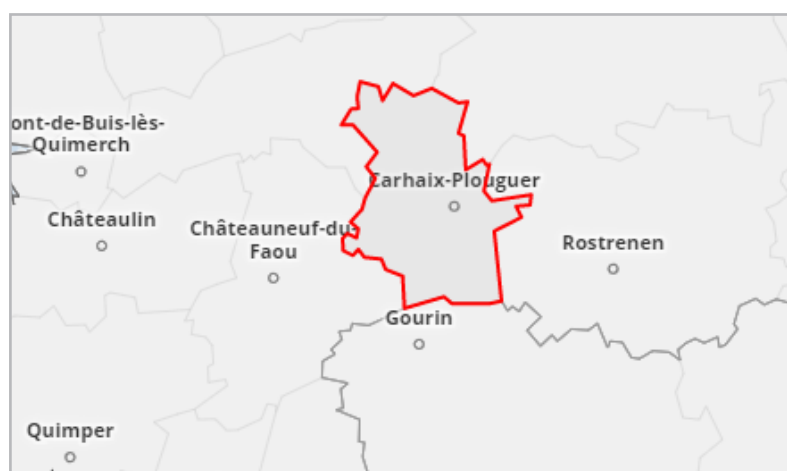 ont-de-Buis-lès-
Quimerch
Carhaix-Plouguer
Châteaulin
Châteauneuf-du-
Faou
Rostrenen
Gourin
Quimper